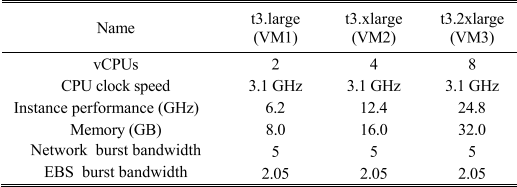 Name t3.large (VM1) t3.xlarge (VM2) t3.2xlarge (VM3)
vCPUs 2 4 8
CPU clock speed 3.1 GHz 3.1 GHz 3.1 GHz
Instance performance (GHz) 6.2 12.4 24.8
Memory (GB) 8.0 16.0 32.0
Network burst bandwidth 5 5 5
EBS burst bandwidth 2.05 2.05 2.05